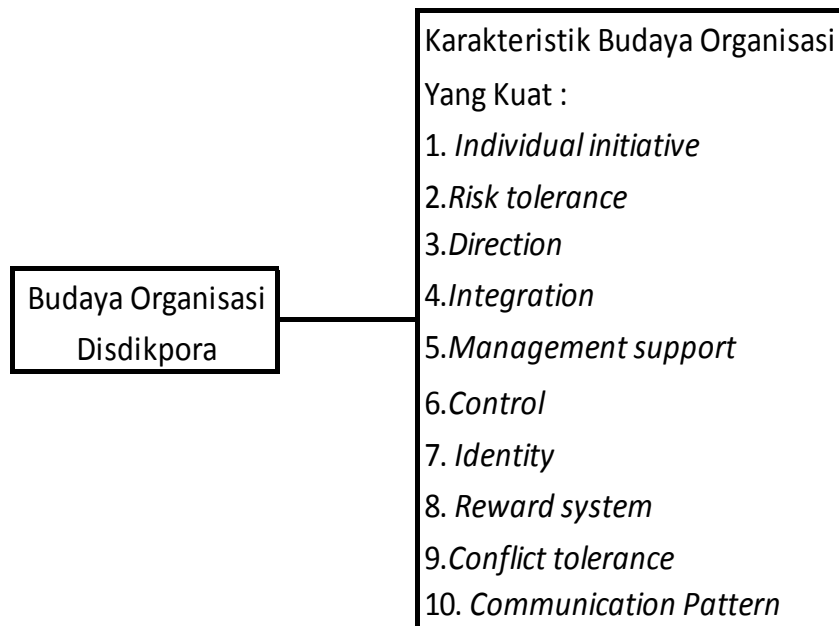 Budaya Organisasi
Disdikpora
Karakteristik Budaya Organisasi
Yang Kuat :
1. Individual initiative
2.Risk tolerance
3.Direction
4.Integration
5.Management support
6.Control
7. Identity
8. Reward system
9.Conflict tolerance
10. Communication Pattern